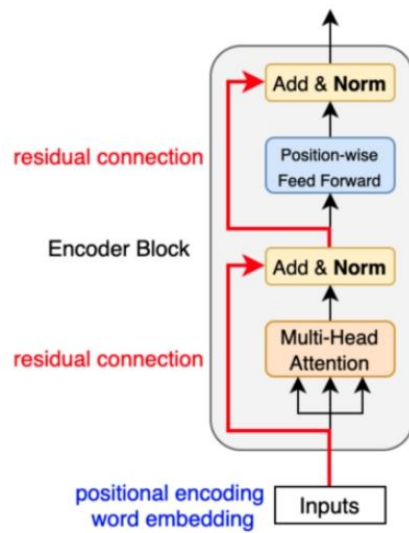 Add & Norm
residual connection
Position-wise
Feed Forward
Encoder Block
Add & Norm
residual connection
Multi-Head
Attention
positional encoding
word embedding
Inputs